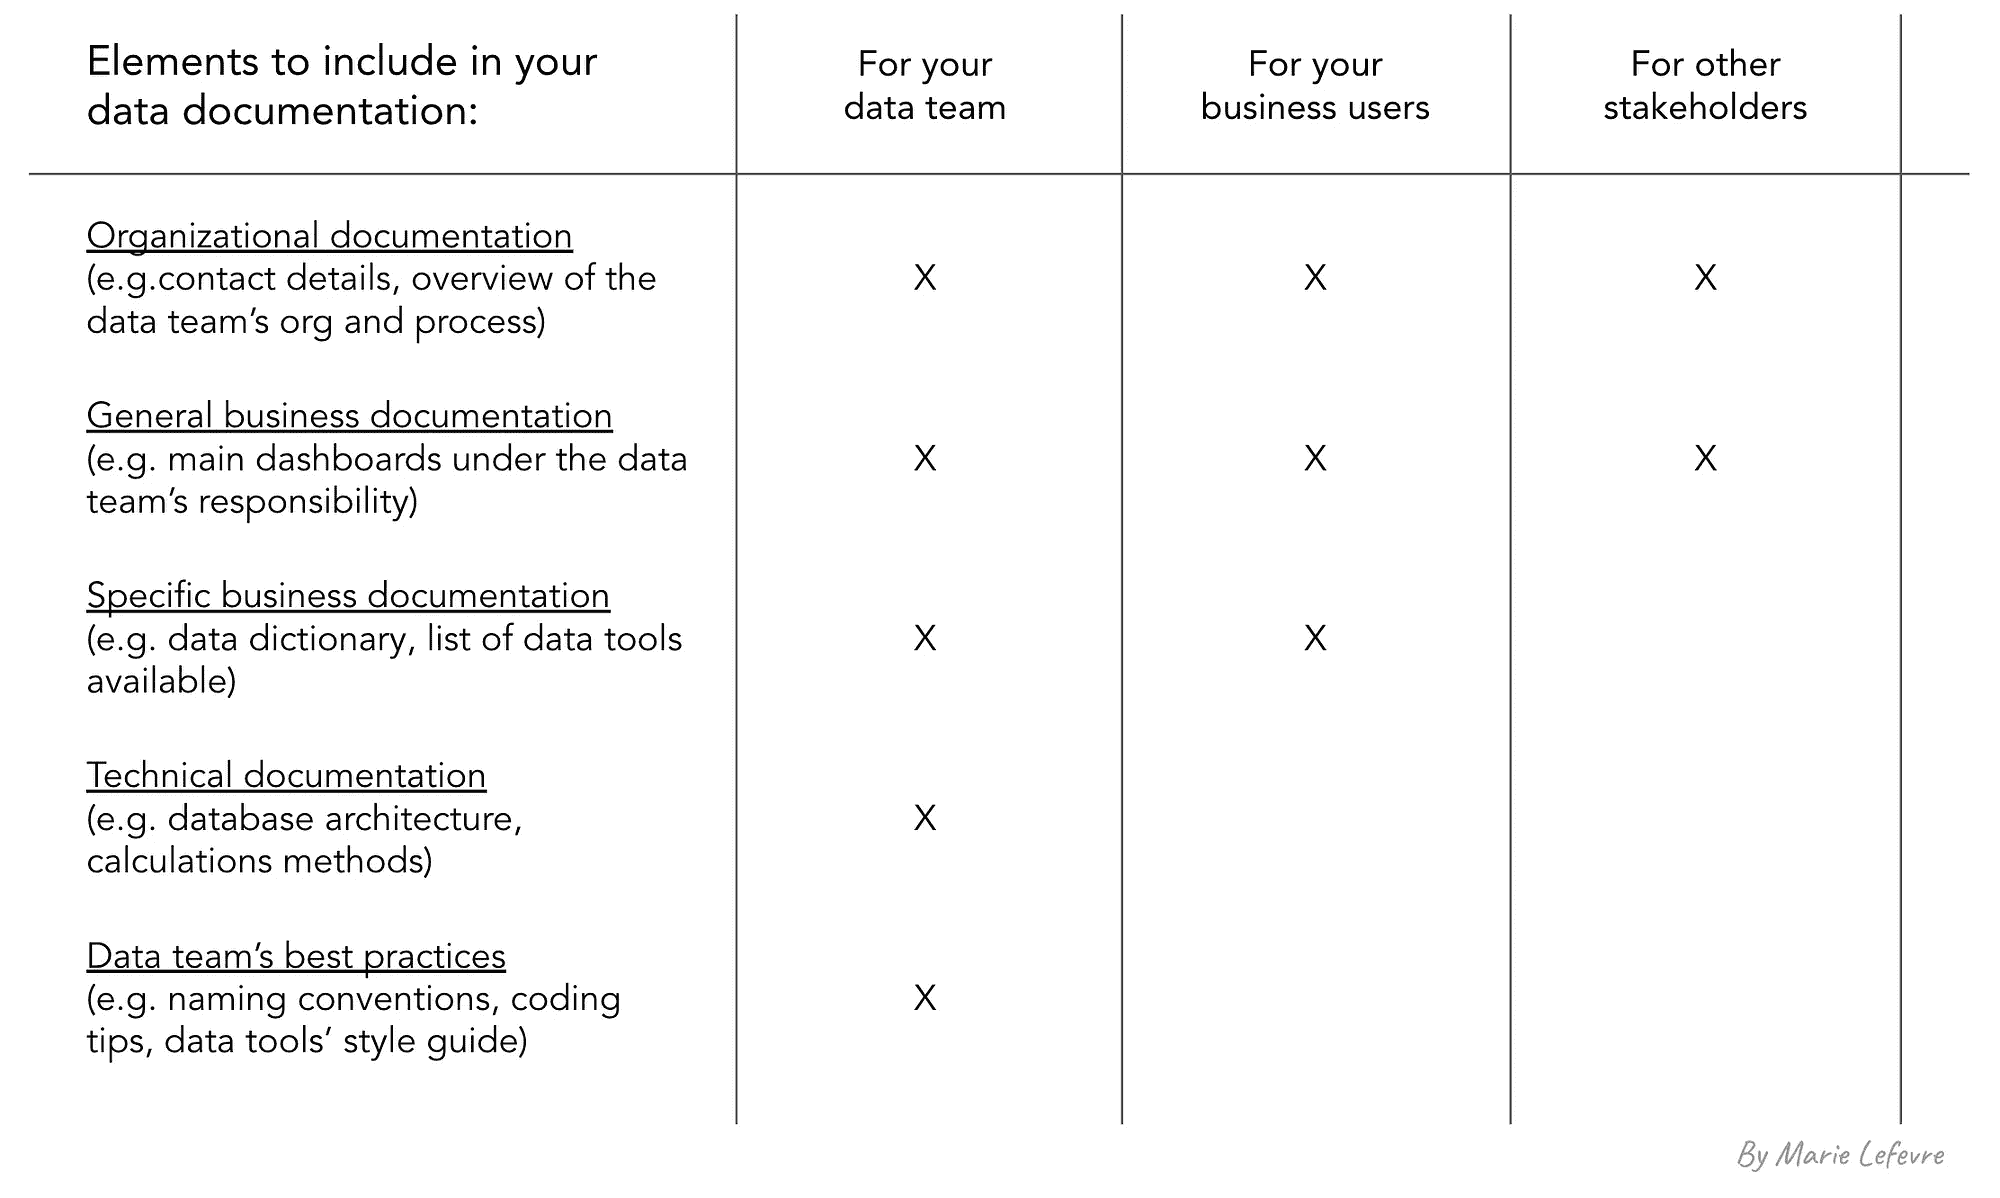 Elements to include in your
data documentation:
For your
data team
For your
business users
For other
stakeholders
Organizational documentation
(e.g.contact details, overview of the
data team’s org and process)
X X X
General business documentation
(e.g. main dashboards under the data
team’s responsibility)
X X X
Specific business documentation
(e.g. data dictionary, list of data tools
available)
X X
Technical documentation
(e.g. database architecture,
calculations methods)
X
Data team’s best practices
(e.g. naming conventions, coding
tips, data tools’ style guide)
X
By Marie Lefevre